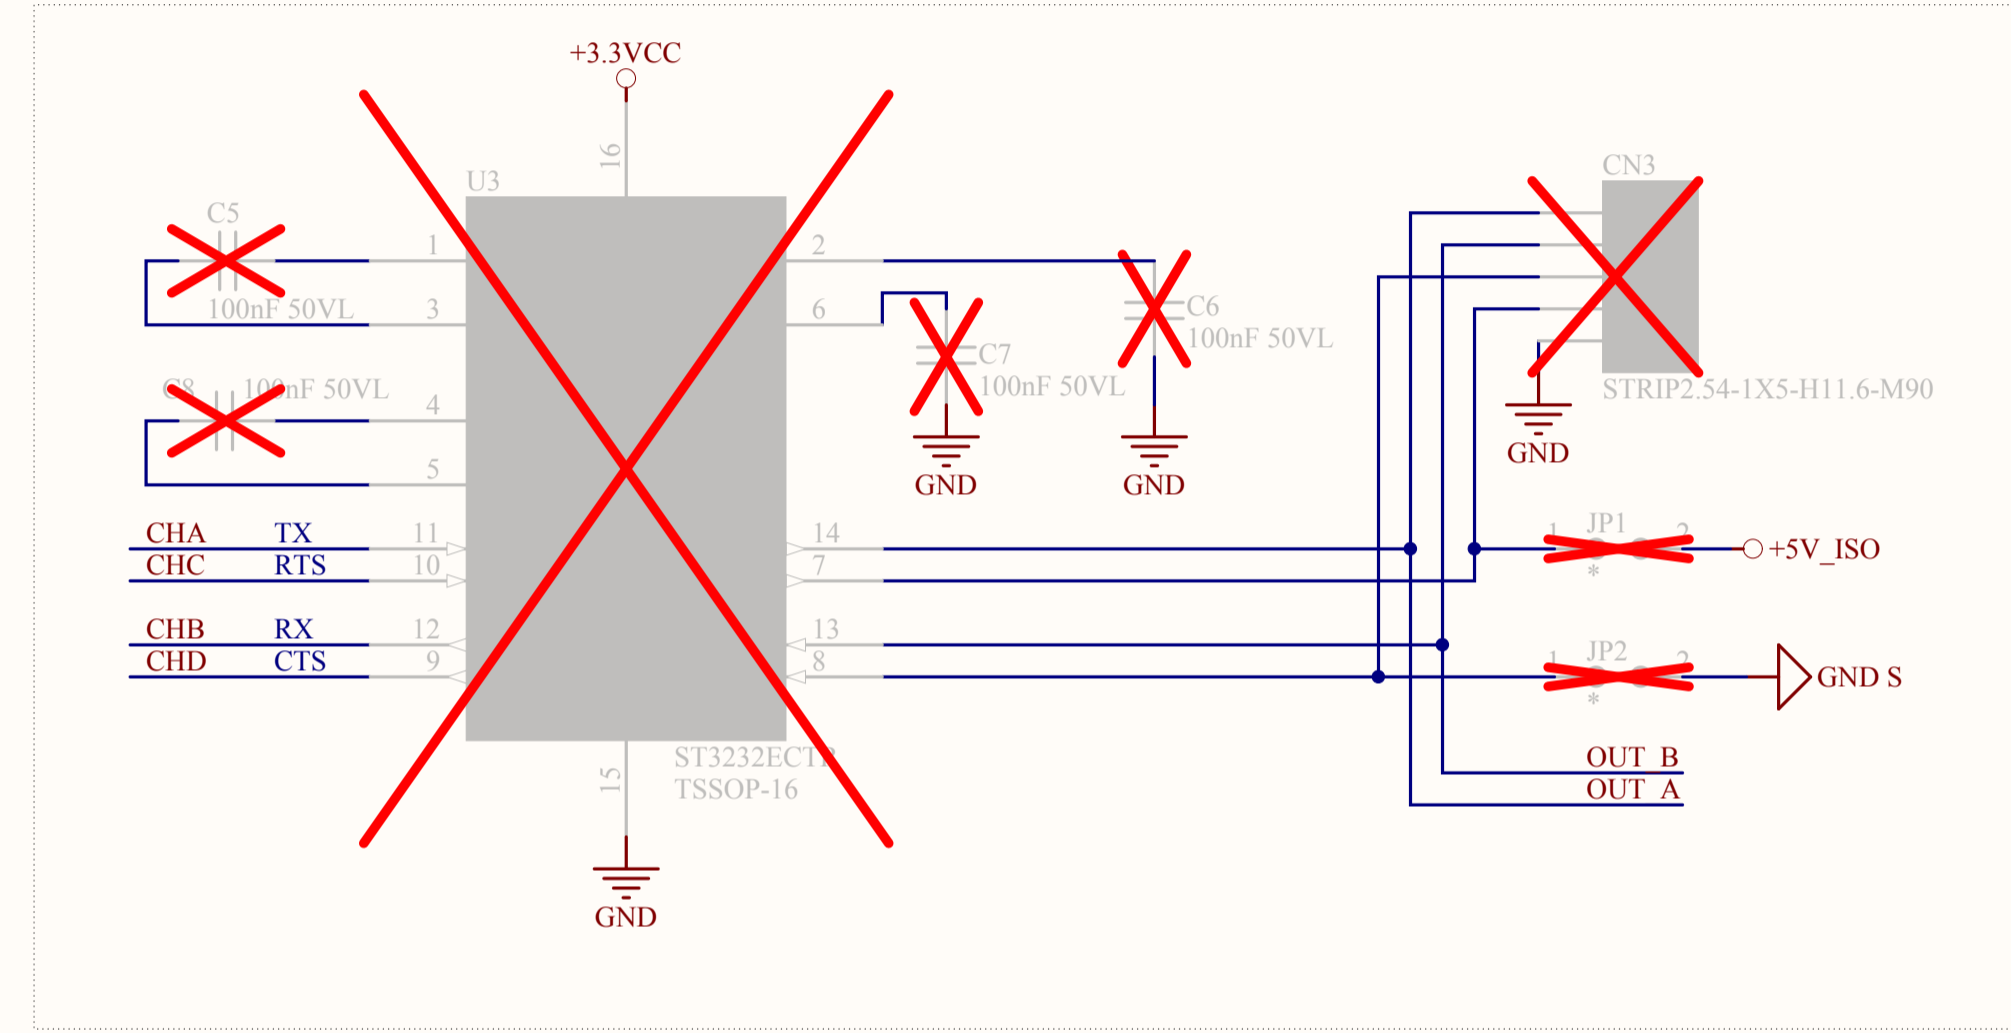 +3.3VCC
16
U3
CN3
C5
1
2
100nF 50VL
3
6
C6
100nF 50VL
C7
100nF 50VL
C8
100nF 50VL
4
5
STRIP2.54-1X5-H11.6-M90
GND
GND
GND
CHA TX 11
14
1 JP1 2
*
+5V_ISO
CHC RTS 10
7
CHB RX 12
13
CHD CTS 9
8
1 JP2 2
*
GND S
15
ST3232ECTR
TSSOP-16
OUT_B
OUT_A
GND